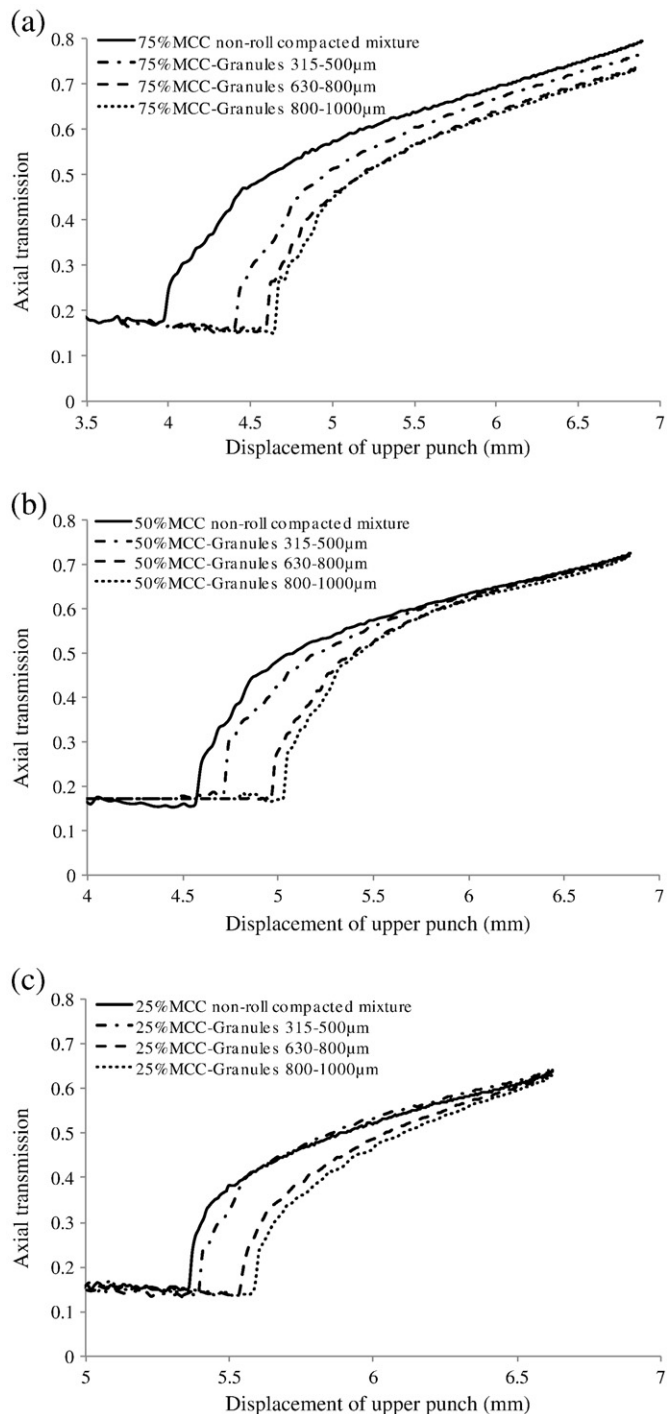 (a)
0.8
0.7
0.6
0.5
0.4
0.3
0.2
0.1
0
75%MCC non-roll compacted mixture
75%MCC-Granules 315-500µm
75%MCC-Granules 630-800µm
75%MCC-Granules 800-1000µm
Axial transmission
3.5 4 4.5 5 5.5 6 6.5 7
Displacement of upper punch (mm)
(b)
0.8
0.7
0.6
0.5
0.4
0.3
0.2
0.1
0
50%MCC non-roll compacted mixture
50%MCC-Granules 315-500µm
50%MCC-Granules 630-800µm
50%MCC-Granules 800-1000µm
Axial transmission
4 4.5 5 5.5 6 6.5 7
Displacement of upper punch (mm)
(c)
0.8
0.7
0.6
0.5
0.4
0.3
0.2
0.1
0
25%MCC non-roll compacted mixture
25%MCC-Granules 315-500µm
25%MCC-Granules 630-800µm
25%MCC-Granules 800-1000µm
Axial transmission
5 5.5 6 6.5 7
Displacement of upper punch (mm)